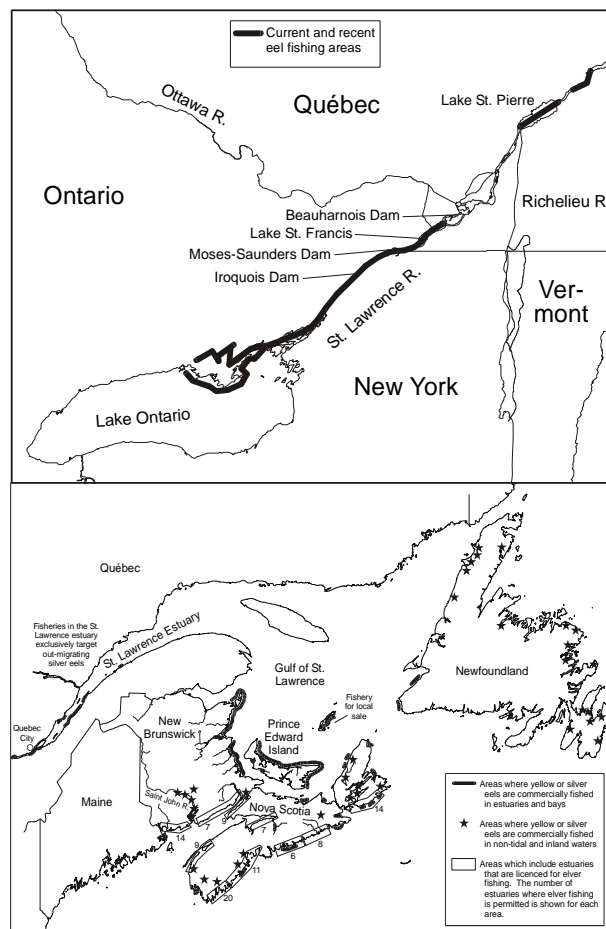 Current and recent
eel fishing areas
Ottawa R.
Québec
Lake St. Pierre
Ontario
Richelieu R
Beauharnois Dam
Lake St. Francis
Moses-Saunders Dam
Iroquois Dam
St. Lawrence R.
Ver-
mont
New York
Lake Ontario
Québec
Fisheries in the St.
Lawrence estuary
exclusively target
out-migrating
silver eels
St. Lawrence Estuary
Gulf of St.
Lawrence
Newfoundland
Fishery
for local
sale
Quebec
City
New
Brunswick
Prince
Edward
Island
Maine
Saint John R.
Nova Scotia
14
7
9
7
14
9
6
8
11
20
Areas where yellow or silver
eels are commercially fished
in estuaries and bays
Areas where yellow or silver
eels are commercially fished
in non-tidal and inland waters
Areas which include estuaries
that are licenced for elver
fishing. The number of
estuaries where elver fishing
is permitted is shown for each
area.